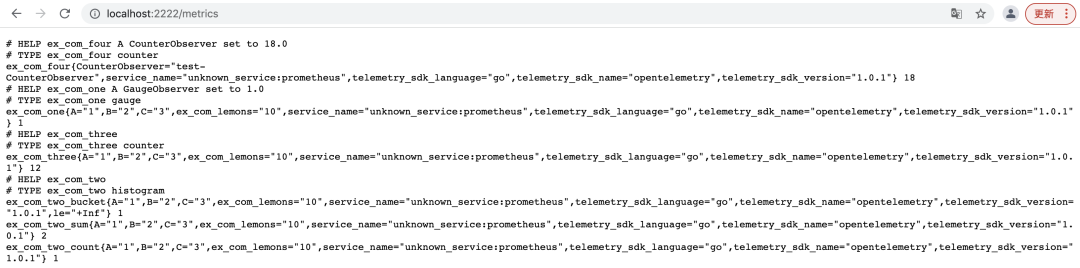 localhost:2222/metrics
更新
# HELP ex_com_four A CounterObserver set to 18.0
# TYPE ex_com_four counter
ex_com_four{CounterObserver="test-
CounterObserver",service_name="unknown_service:prometheus",telemetry_sdk_language="go",telemetry_sdk_name="opentelemetry",telemetry_sdk_version="1.0.1"} 18
# HELP ex_com_one A GaugeObserver set to 1.0
# TYPE ex_com_one gauge
ex_com_one{A="1",B="2",C="3",ex_com_lemons="10",service_name="unknown_service:prometheus",telemetry_sdk_language="go",telemetry_sdk_name="opentelemetry",telemetry_sdk_version="1.0.1"
} 1
# HELP ex_com_three
# TYPE ex_com_three counter
ex_com_three{A="1",B="2",C="3",ex_com_lemons="10",service_name="unknown_service:prometheus",telemetry_sdk_language="go",telemetry_sdk_name="opentelemetry",telemetry_sdk_version="1.0.
1"} 12
# HELP ex_com_two
# TYPE ex_com_two histogram
ex_com_two_bucket{A="1",B="2",C="3",ex_com_lemons="10",service_name="unknown_service:prometheus",telemetry_sdk_language="go",telemetry_sdk_name="opentelemetry",telemetry_sdk_version=
"1.0.1",le="+Inf"} 1
ex_com_two_sum{A="1",B="2",C="3",ex_com_lemons="10",service_name="unknown_service:prometheus",telemetry_sdk_language="go",telemetry_sdk_name="opentelemetry",telemetry_sdk_version="1.
0.1"} 2
ex_com_two_count{A="1",B="2",C="3",ex_com_lemons="10",service_name="unknown_service:prometheus",telemetry_sdk_language="go",telemetry_sdk_name="opentelemetry",telemetry_sdk_version="
1.0.1"} 1